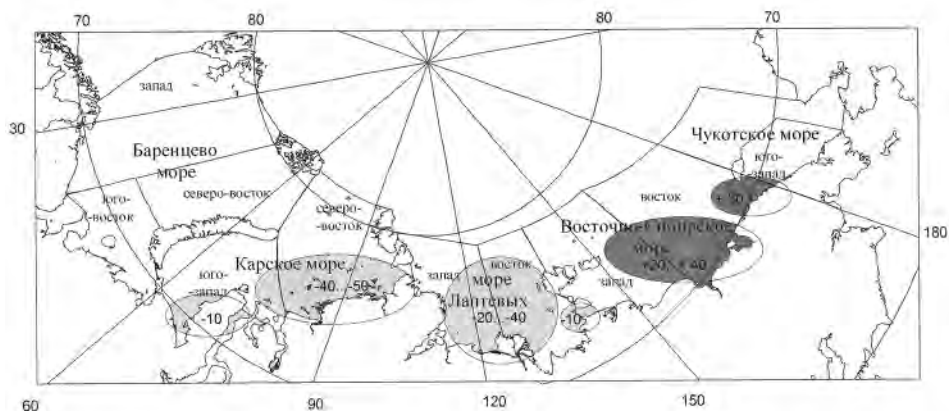 70
80
80
70
запад
30
Баренцево
море
Чукотское море
юго-
запад
юго-
восток
северо-восток
северо-
восток
восток
Восточно-Сибирское
море
+20. +40
180
Карское море
-40. -50
юго-
запад
-10
запад
восток
море
Лаптевых
-20. -40
-10
запад
60
90
120
150